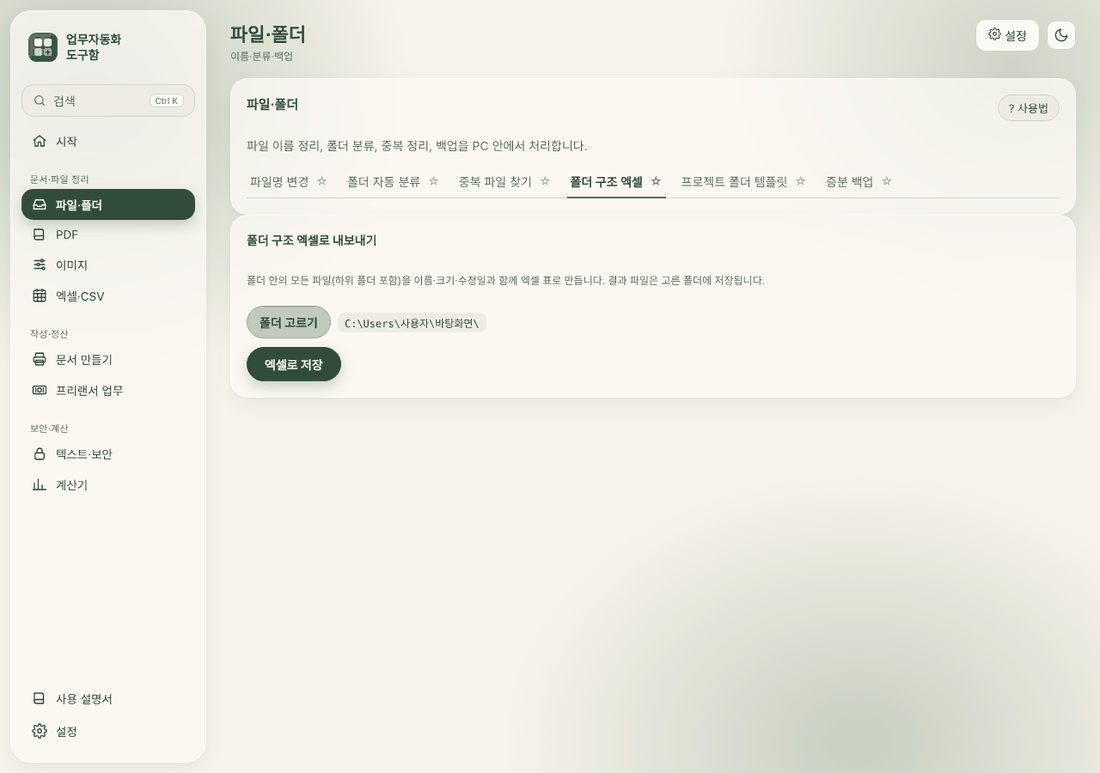 업무자동화
도구함
검색 Ctrl K
시작
문서·파일 정리
파일·폴더
PDF
이미지
엑셀·CSV
작성·정산
문서 만들기
프리랜서 업무
보안·계산
텍스트·보안
계산기
사용 설명서
설정
파일·폴더
이름·분류·백업
설정
파일·폴더
? 사용법
파일 이름 정리, 폴더 분류, 중복 정리, 백업을 PC 안에서 처리합니다.
파일명 변경 ☆ 폴더 자동 분류 ☆ 중복 파일 찾기 ☆ 폴더 구조 엑셀 ☆ 프로젝트 폴더 템플릿 ☆ 증분 백업 ☆
폴더 구조 엑셀로 내보내기
폴더 안의 모든 파일(하위 폴더 포함)을 이름·크기·수정일과 함께 엑셀 표로 만듭니다. 결과 파일은 고른 폴더에 저장됩니다.
폴더 고르기 C:\Users\사용자\바탕화면\
엑셀로 저장